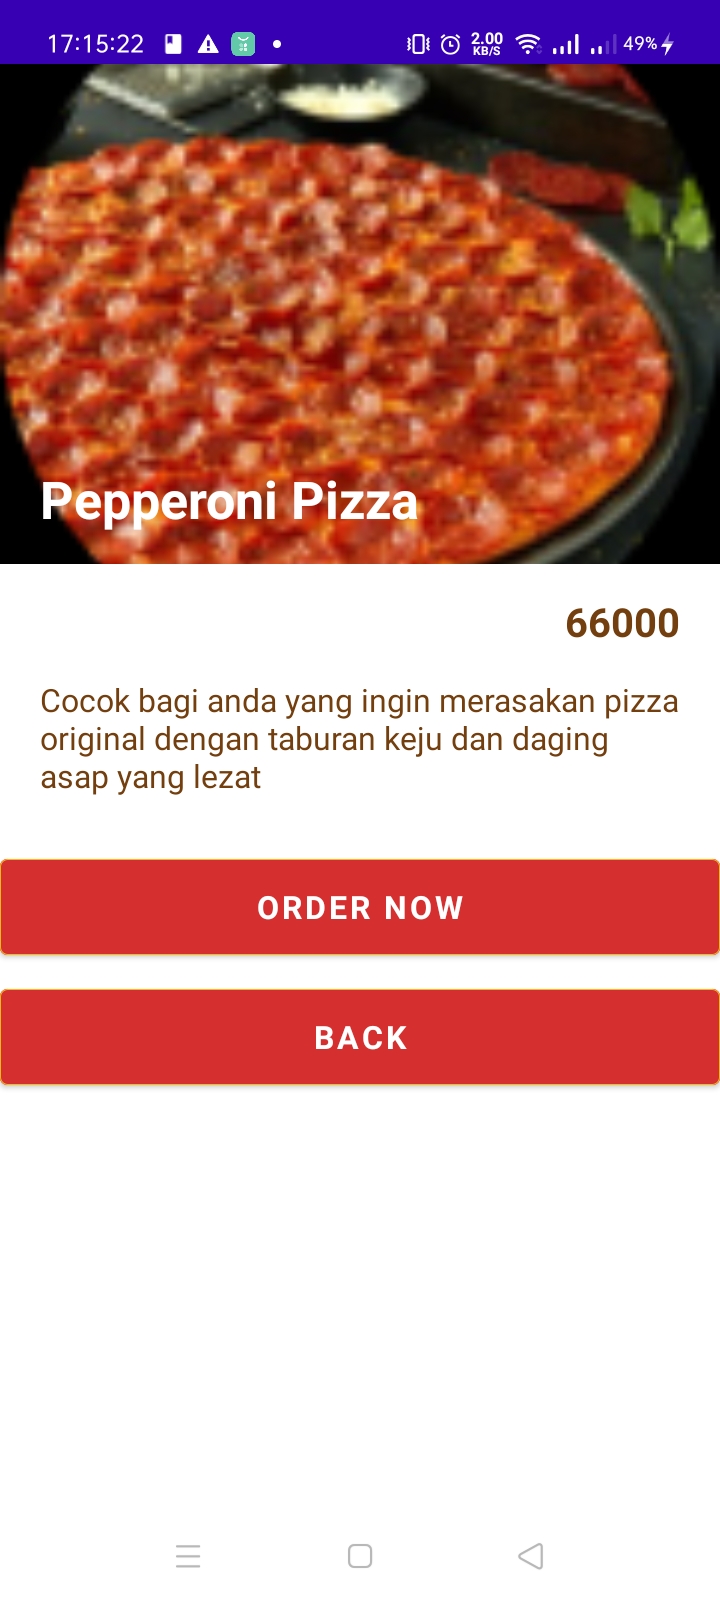 17:15:22 2.00 KB/S 49%
Pepperoni Pizza
66000
Cocok bagi anda yang ingin merasakan pizza
original dengan taburan keju dan daging
asap yang lezat
ORDER NOW
BACK